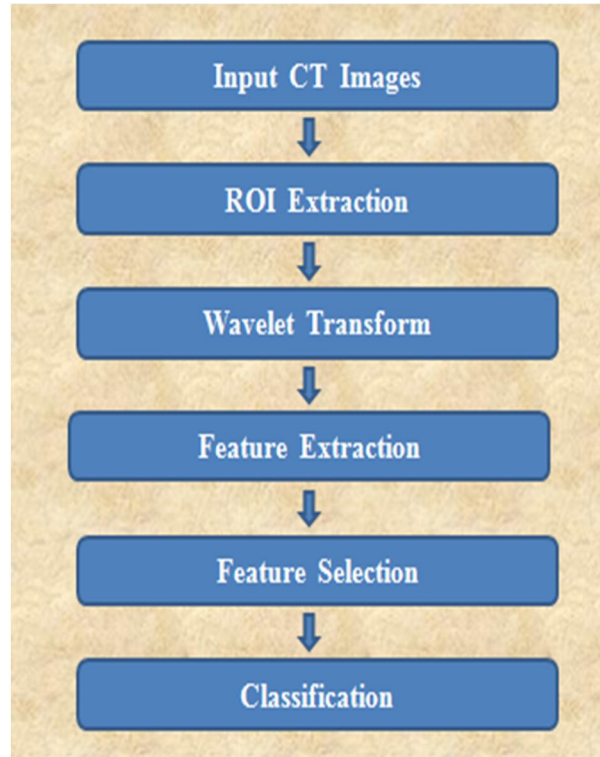 Input CT Images
ROI Extraction
Wavelet Transform
Feature Extraction
Feature Selection
Classification